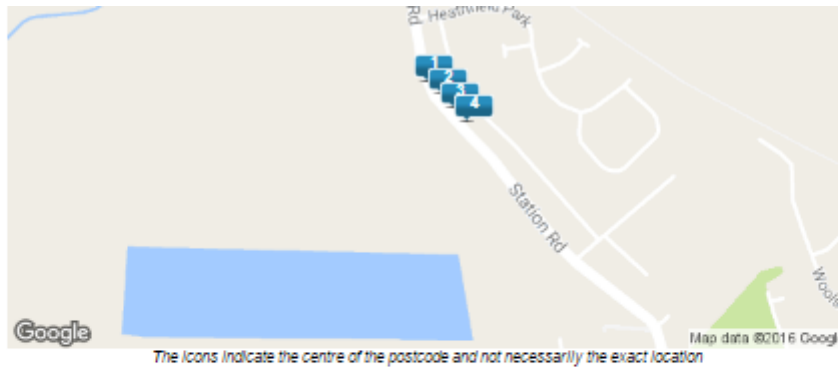 Rd
Heathfield Park
1
2
3
4
Station Rd
Wools
Google
Map data ©2016 Googl
The icons indicate the centre of the postcode and not necessarily the exact location